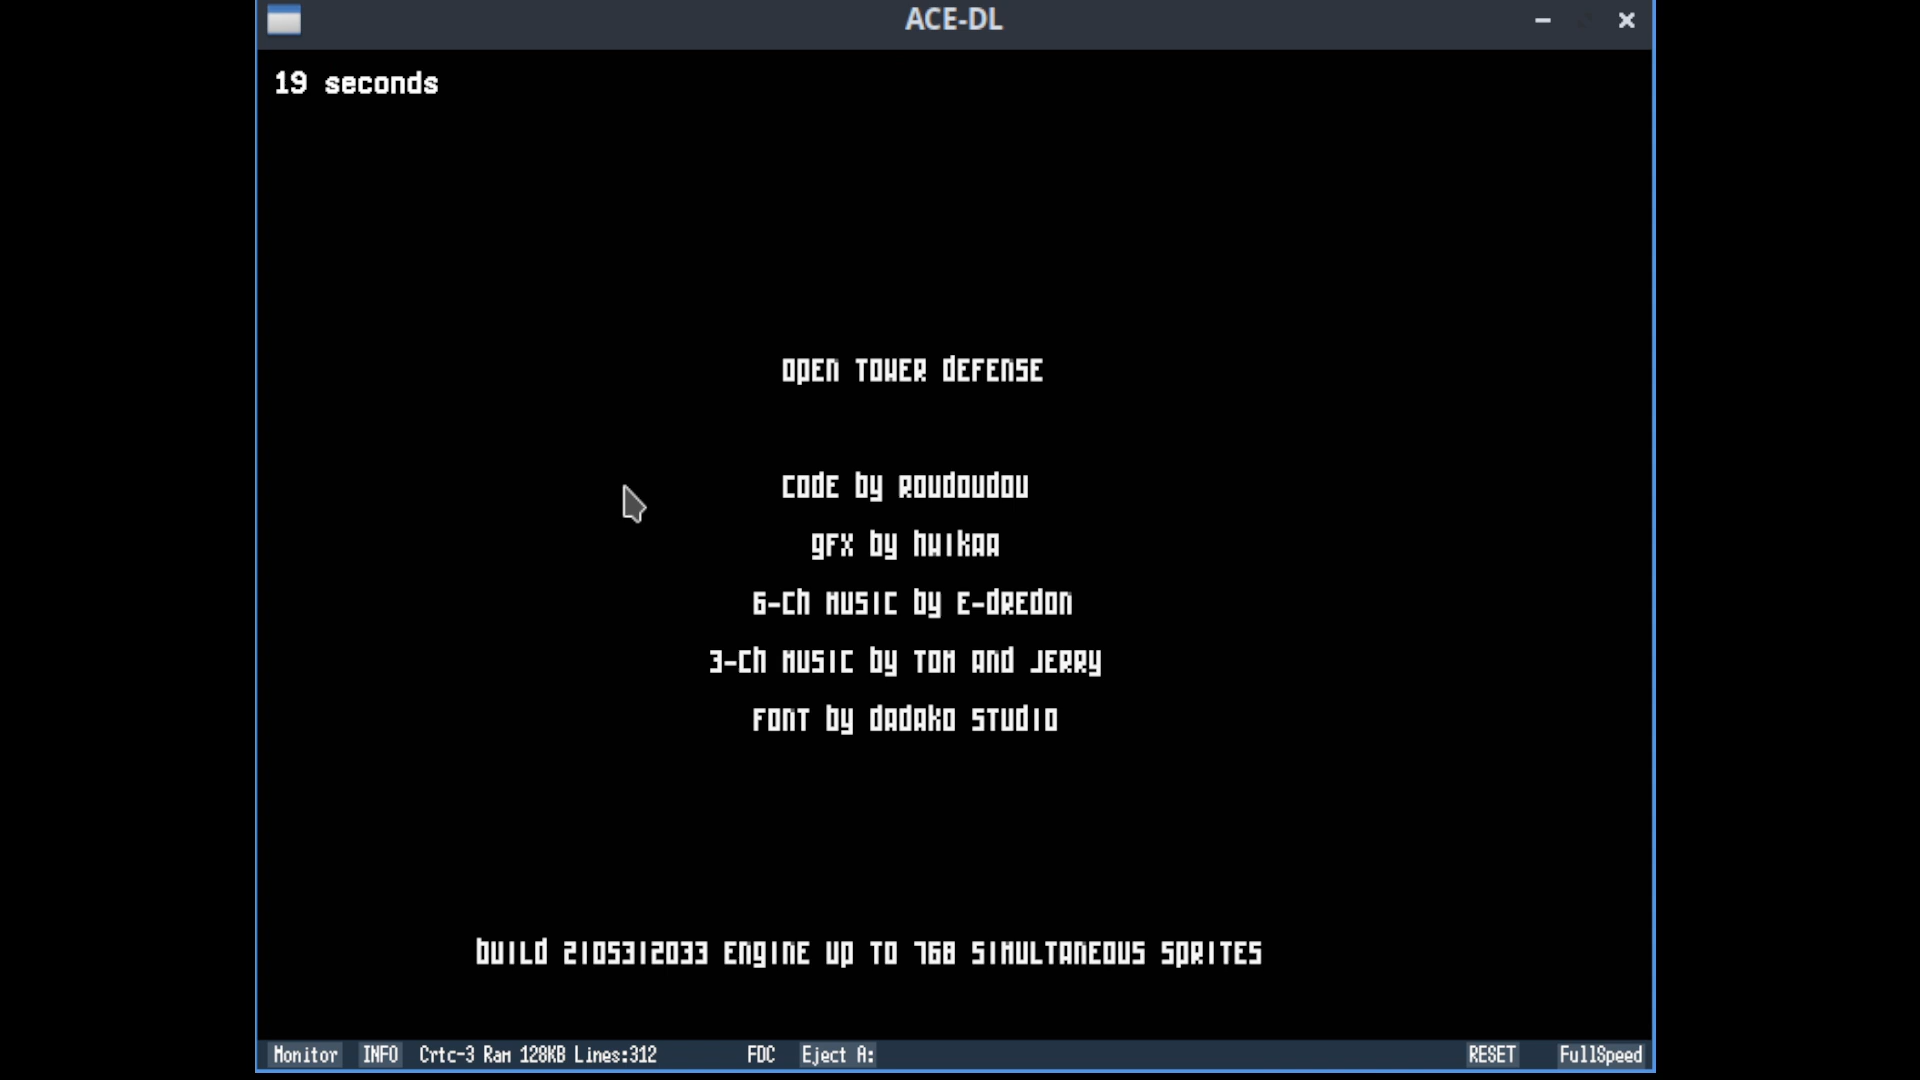 ACE-DL
19 seconds
OPEN TOWER dEFENSE
CODE by ROUDOUDOU
gFX by hWIKAA
6-Ch MUSIC by E-dREDON
3-Ch MUSIC by TOM ANd JERRy
FONT by dAdAKO STUdIO
bUILd 2105312033 ENgINE UP TO 768 SIMULTANEOUS SPRITES
Monitor INFO Crtc-3 Ram 128KB Lines:312 FDC Eject A: RESET FullSpeed